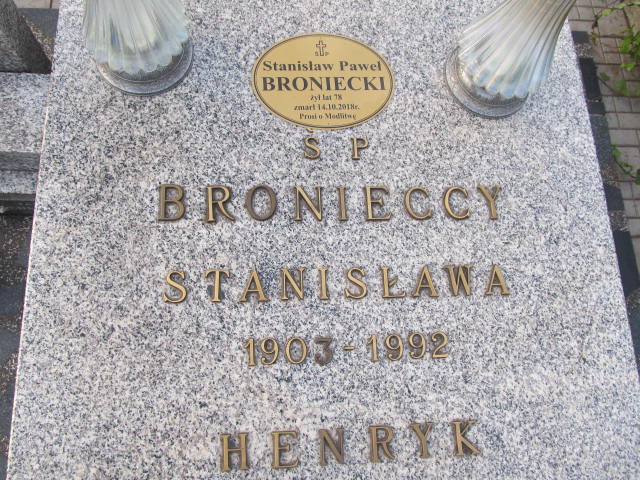 Ś P
Stanisław Paweł
BRONIECKI
żył lat 78
zmarł 14.10.2018r.
Prosi o Modlitwę
Ś P
BRONIECCY
STANISŁAWA
1903-1992
HENRYK